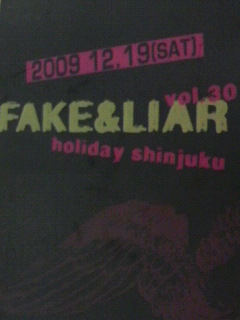 2009 12.19(SAT)
vol.30
FAKE&LIAR
holiday shinjuku